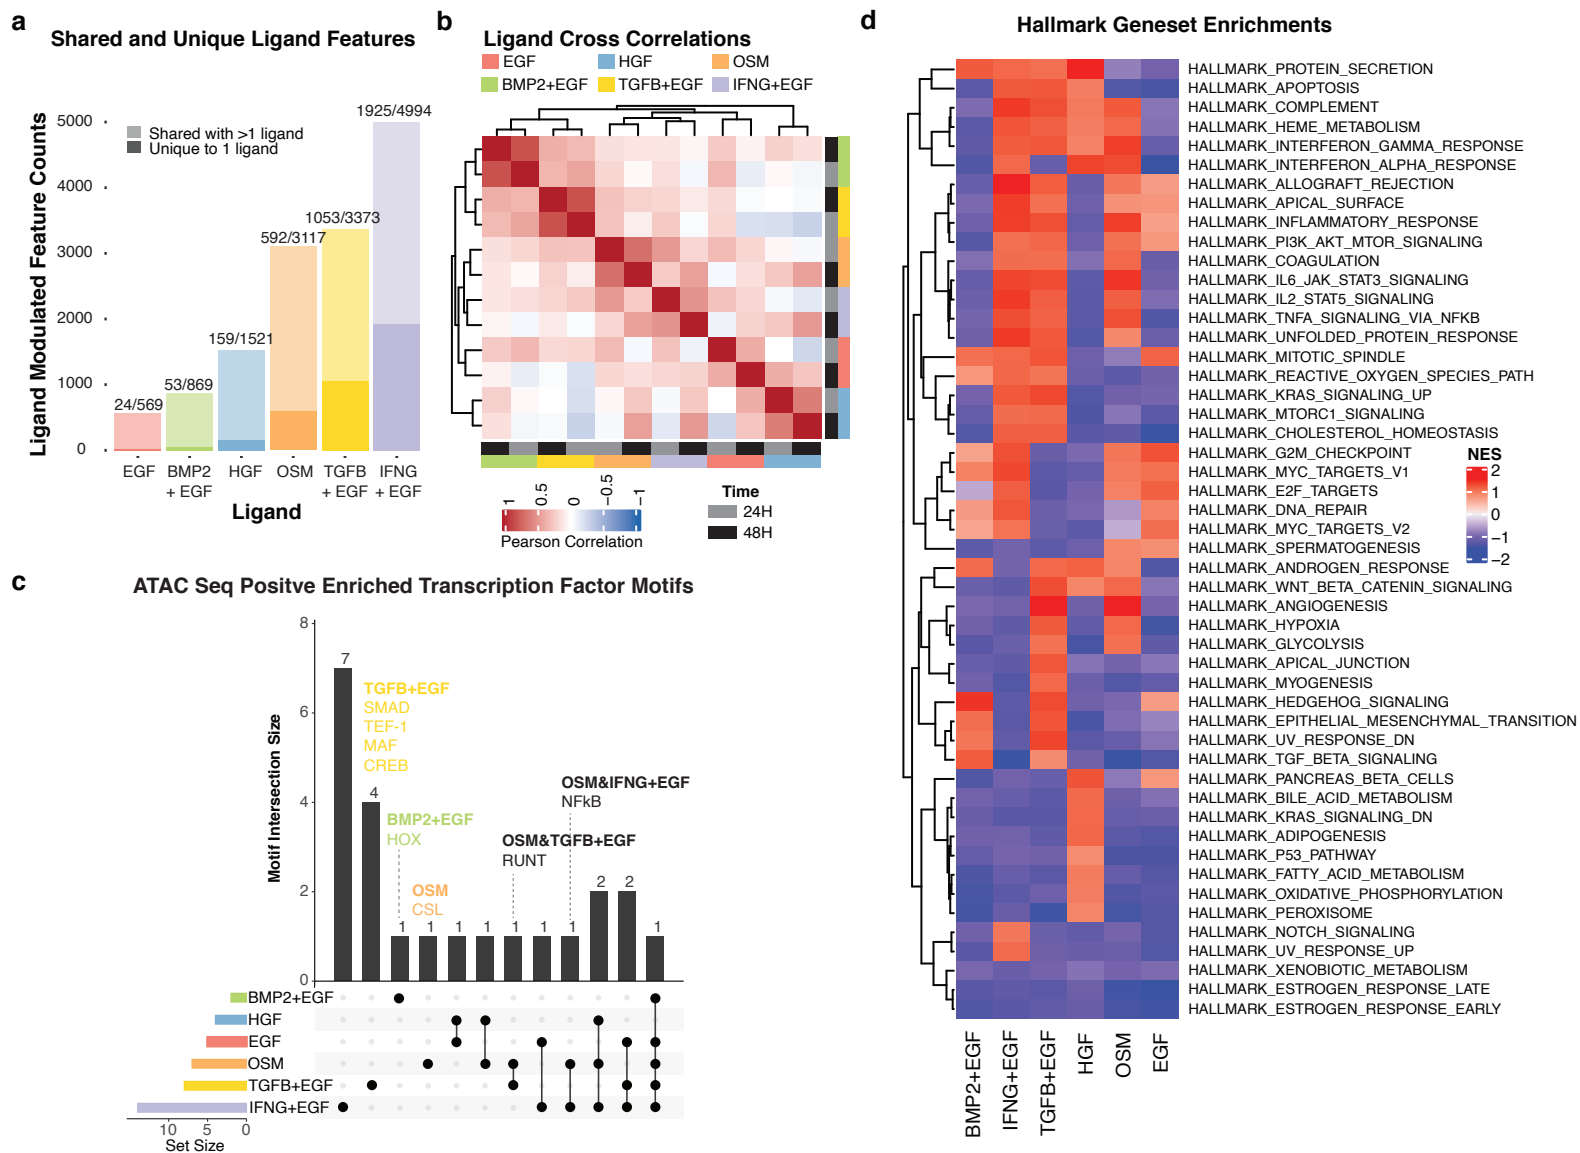 a
Shared and Unique Ligand Features
Ligand Modulated Feature Counts
5000
4000
3000
2000
1000
0
Shared with >1 ligand
Unique to 1 ligand
24/569
53/869
159/1521
592/3117
1053/3373
1925/4994
EGF
BMP2
+ EGF
HGF
OSM
TGFB
+ EGF
IFNG
+ EGF
Ligand
b
Ligand Cross Correlations
EGF
HGF
OSM
BMP2+EGF
TGFB+EGF
IFNG+EGF
1
0.5
0
−0.5
−1
Pearson Correlation
Time
24H
48H
c
ATAC Seq Positve Enriched Transcription Factor Motifs
Motif Intersection Size
8
6
4
2
0
7
4
1
1
1
1
1
1
1
2
2
1
TGFB+EGF
SMAD
TEF-1
MAF
CREB
BMP2+EGF
HOX
OSM
CSL
OSM&TGFB+EGF
RUNT
OSM&IFNG+EGF
NFkB
BMP2+EGF
HGF
EGF
OSM
TGFB+EGF
IFNG+EGF
10
5
0
Set Size
d
Hallmark Geneset Enrichments
HALLMARK_PROTEIN_SECRETION
HALLMARK_APOPTOSIS
HALLMARK_COMPLEMENT
HALLMARK_HEME_METABOLISM
HALLMARK_INTERFERON_GAMMA_RESPONSE
HALLMARK_INTERFERON_ALPHA_RESPONSE
HALLMARK_ALLOGRAFT_REJECTION
HALLMARK_APICAL_SURFACE
HALLMARK_INFLAMMATORY_RESPONSE
HALLMARK_PI3K_AKT_MTOR_SIGNALING
HALLMARK_COAGULATION
HALLMARK_IL6_JAK_STAT3_SIGNALING
HALLMARK_IL2_STAT5_SIGNALING
HALLMARK_TNFA_SIGNALING_VIA_NFKB
HALLMARK_UNFOLDED_PROTEIN_RESPONSE
HALLMARK_MITOTIC_SPINDLE
HALLMARK_REACTIVE_OXYGEN_SPECIES_PATH
HALLMARK_KRAS_SIGNALING_UP
HALLMARK_MTORC1_SIGNALING
HALLMARK_CHOLESTEROL_HOMEOSTASIS
HALLMARK_G2M_CHECKPOINT
HALLMARK_MYC_TARGETS_V1
HALLMARK_E2F_TARGETS
HALLMARK_DNA_REPAIR
HALLMARK_MYC_TARGETS_V2
HALLMARK_SPERMATOGENESIS
HALLMARK_ANDROGEN_RESPONSE
HALLMARK_WNT_BETA_CATENIN_SIGNALING
HALLMARK_ANGIOGENESIS
HALLMARK_HYPOXIA
HALLMARK_GLYCOLYSIS
HALLMARK_APICAL_JUNCTION
HALLMARK_MYOGENESIS
HALLMARK_HEDGEHOG_SIGNALING
HALLMARK_EPITHELIAL_MESENCHYMAL_TRANSITION
HALLMARK_UV_RESPONSE_DN
HALLMARK_TGF_BETA_SIGNALING
HALLMARK_PANCREAS_BETA_CELLS
HALLMARK_BILE_ACID_METABOLISM
HALLMARK_KRAS_SIGNALING_DN
HALLMARK_ADIPOGENESIS
HALLMARK_P53_PATHWAY
HALLMARK_FATTY_ACID_METABOLISM
HALLMARK_OXIDATIVE_PHOSPHORYLATION
HALLMARK_PEROXISOME
HALLMARK_NOTCH_SIGNALING
HALLMARK_UV_RESPONSE_UP
HALLMARK_XENOBIOTIC_METABOLISM
HALLMARK_ESTROGEN_RESPONSE_LATE
HALLMARK_ESTROGEN_RESPONSE_EARLY
NES
2
1
0
−1
−2
BMP2+EGF
IFNG+EGF
TGFB+EGF
HGF
OSM
EGF